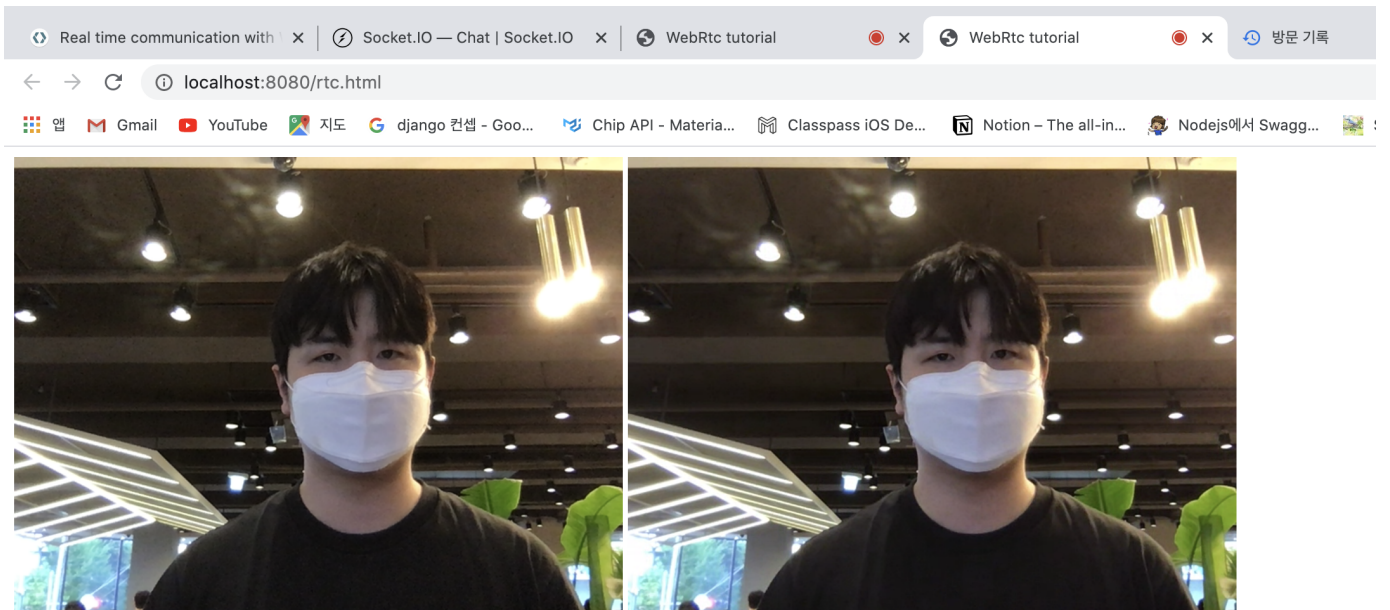 Real time communication with
Socket.IO — Chat | Socket.IO
WebRtc tutorial
WebRtc tutorial
방문 기록
localhost:8080/rtc.html
앱
Gmail
YouTube
지도
django 컨셉 - Goo...
Chip API - Materia...
Classpass iOS De...
Notion – The all-in...
Nodejs에서 Swagg...